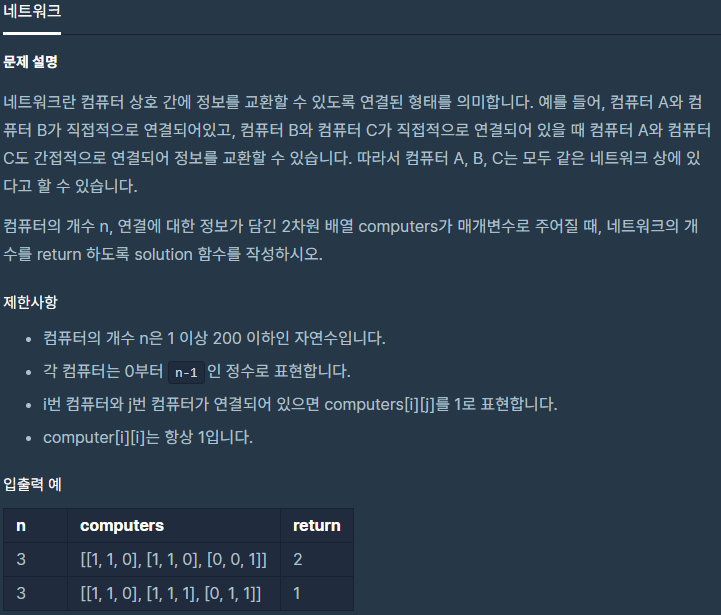 네트워크
문제 설명
네트워크란 컴퓨터 상호 간에 정보를 교환할 수 있도록 연결된 형태를 의미합니다. 예를 들어, 컴퓨터 A와 컴
퓨터 B가 직접적으로 연결되어있고, 컴퓨터 B와 컴퓨터 C가 직접적으로 연결되어 있을 때 컴퓨터 A와 컴퓨터
C도 간접적으로 연결되어 정보를 교환할 수 있습니다. 따라서 컴퓨터 A, B, C는 모두 같은 네트워크 상에 있
다고 할 수 있습니다.
컴퓨터의 개수 n, 연결에 대한 정보가 담긴 2차원 배열 computers가 매개변수로 주어질 때, 네트워크의 개
수를 return 하도록 solution 함수를 작성하시오.
제한사항
• 컴퓨터의 개수 n은 1 이상 200 이하인 자연수입니다.
• 각 컴퓨터는 0부터 n-1 인 정수로 표현합니다.
• i번 컴퓨터와 j번 컴퓨터가 연결되어 있으면 computers[i][j]를 1로 표현합니다.
• computer[i][i]는 항상 1입니다.
입출력 예
n computers return
3 [[1, 1, 0], [1, 1, 0], [0, 0, 1]] 2
3 [[1, 1, 0], [1, 1, 1], [0, 1, 1]] 1